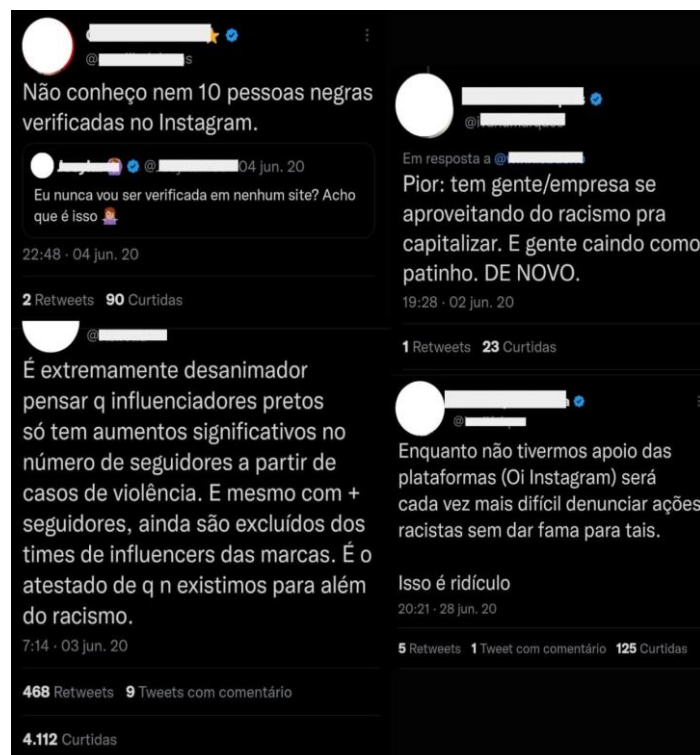 @ s
Não conheço nem 10 pessoas negras
verificadas no Instagram.
@ 04 jun. 20
Eu nunca vou ser verificada em nenhum site? Acho
que é isso 🤷🏽‍♀️
22:48 · 04 jun. 20
2 Retweets 90 Curtidas
@
É extremamente desanimador
pensar q influenciadores pretos
só tem aumentos significativos no
número de seguidores a partir de
casos de violência. E mesmo com +
seguidores, ainda são excluídos dos
times de influencers das marcas. É o
atestado de q n existimos para além
do racismo.
7:14 · 03 jun. 20
468 Retweets 9 Tweets com comentário
4.112 Curtidas
@
Em resposta a @
Pior: tem gente/empresa se
aproveitando do racismo pra
capitalizar. E gente caindo como
patinho. DE NOVO.
19:28 · 02 jun. 20
1 Retweets 23 Curtidas
@
Enquanto não tivermos apoio das
plataformas (Oi Instagram) será
cada vez mais difícil denunciar ações
racistas sem dar fama para tais.
Isso é ridículo
20:21 · 28 jun. 20
5 Retweets 1 Tweet com comentário 125 Curtidas